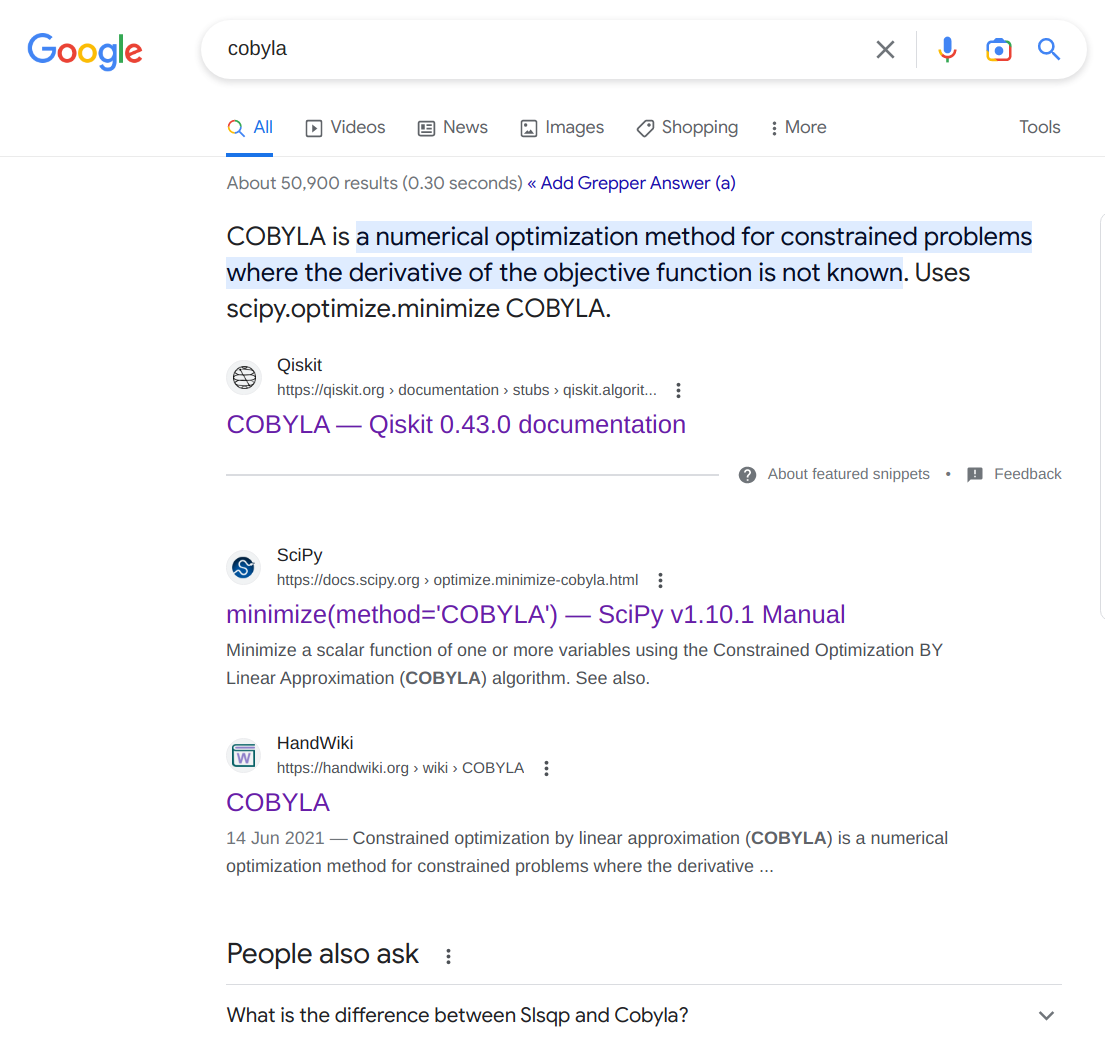 Google
cobyla
All Videos News Images Shopping More Tools
About 50,900 results (0.30 seconds) « Add Grepper Answer (a)
COBYLA is a numerical optimization method for constrained problems
where the derivative of the objective function is not known. Uses
scipy.optimize.minimize COBYLA.
Qiskit
https://qiskit.org › documentation › stubs › qiskit.algorit...
COBYLA — Qiskit 0.43.0 documentation
About featured snippets • Feedback
SciPy
https://docs.scipy.org › optimize.minimize-cobyla.html
minimize(method='COBYLA') — SciPy v1.10.1 Manual
Minimize a scalar function of one or more variables using the Constrained Optimization BY
Linear Approximation (COBYLA) algorithm. See also.
HandWiki
https://handwiki.org › wiki › COBYLA
COBYLA
14 Jun 2021 — Constrained optimization by linear approximation (COBYLA) is a numerical
optimization method for constrained problems where the derivative ...
People also ask
What is the difference between Slsqp and Cobyla?